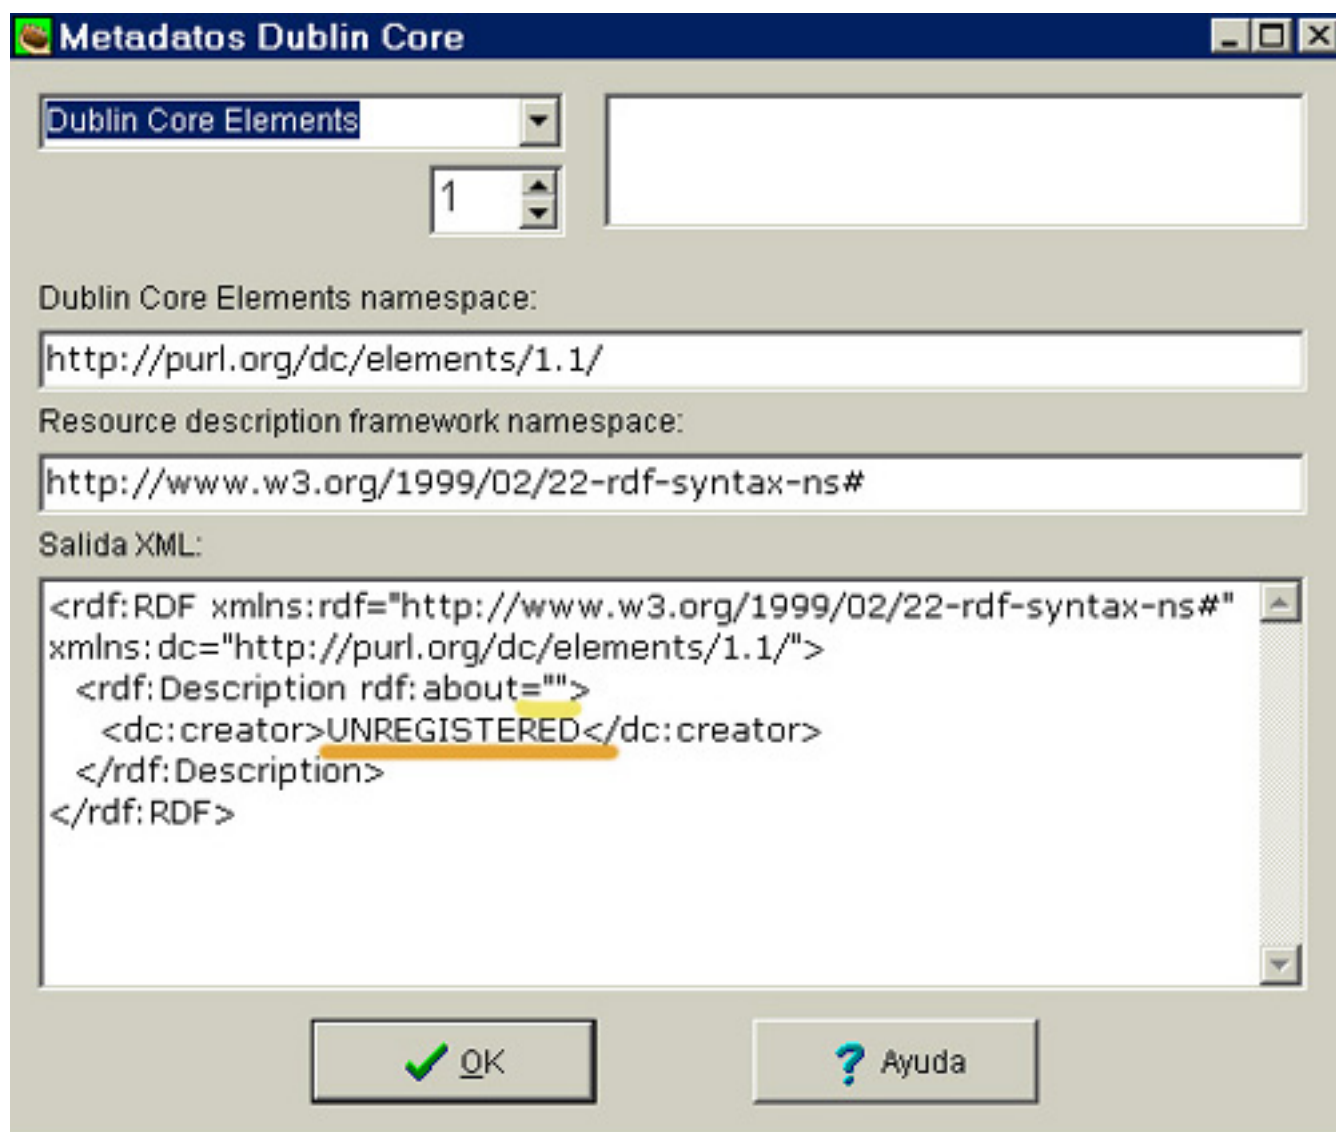 Metadatos Dublin Core
Dublin Core Elements
1
Dublin Core Elements namespace:
http://purl.org/dc/elements/1.1/
Resource description framework namespace:
http://www.w3.org/1999/02/22-rdf-syntax-ns#
Salida XML:
<rdf:RDF xmlns:rdf="http://www.w3.org/1999/02/22-rdf-syntax-ns#"
xmlns:dc="http://purl.org/dc/elements/1.1/">
<rdf:Description rdf:about="">
<dc:creator>UNREGISTERED</dc:creator>
</rdf:Description>
</rdf:RDF>
OK
? Ayuda